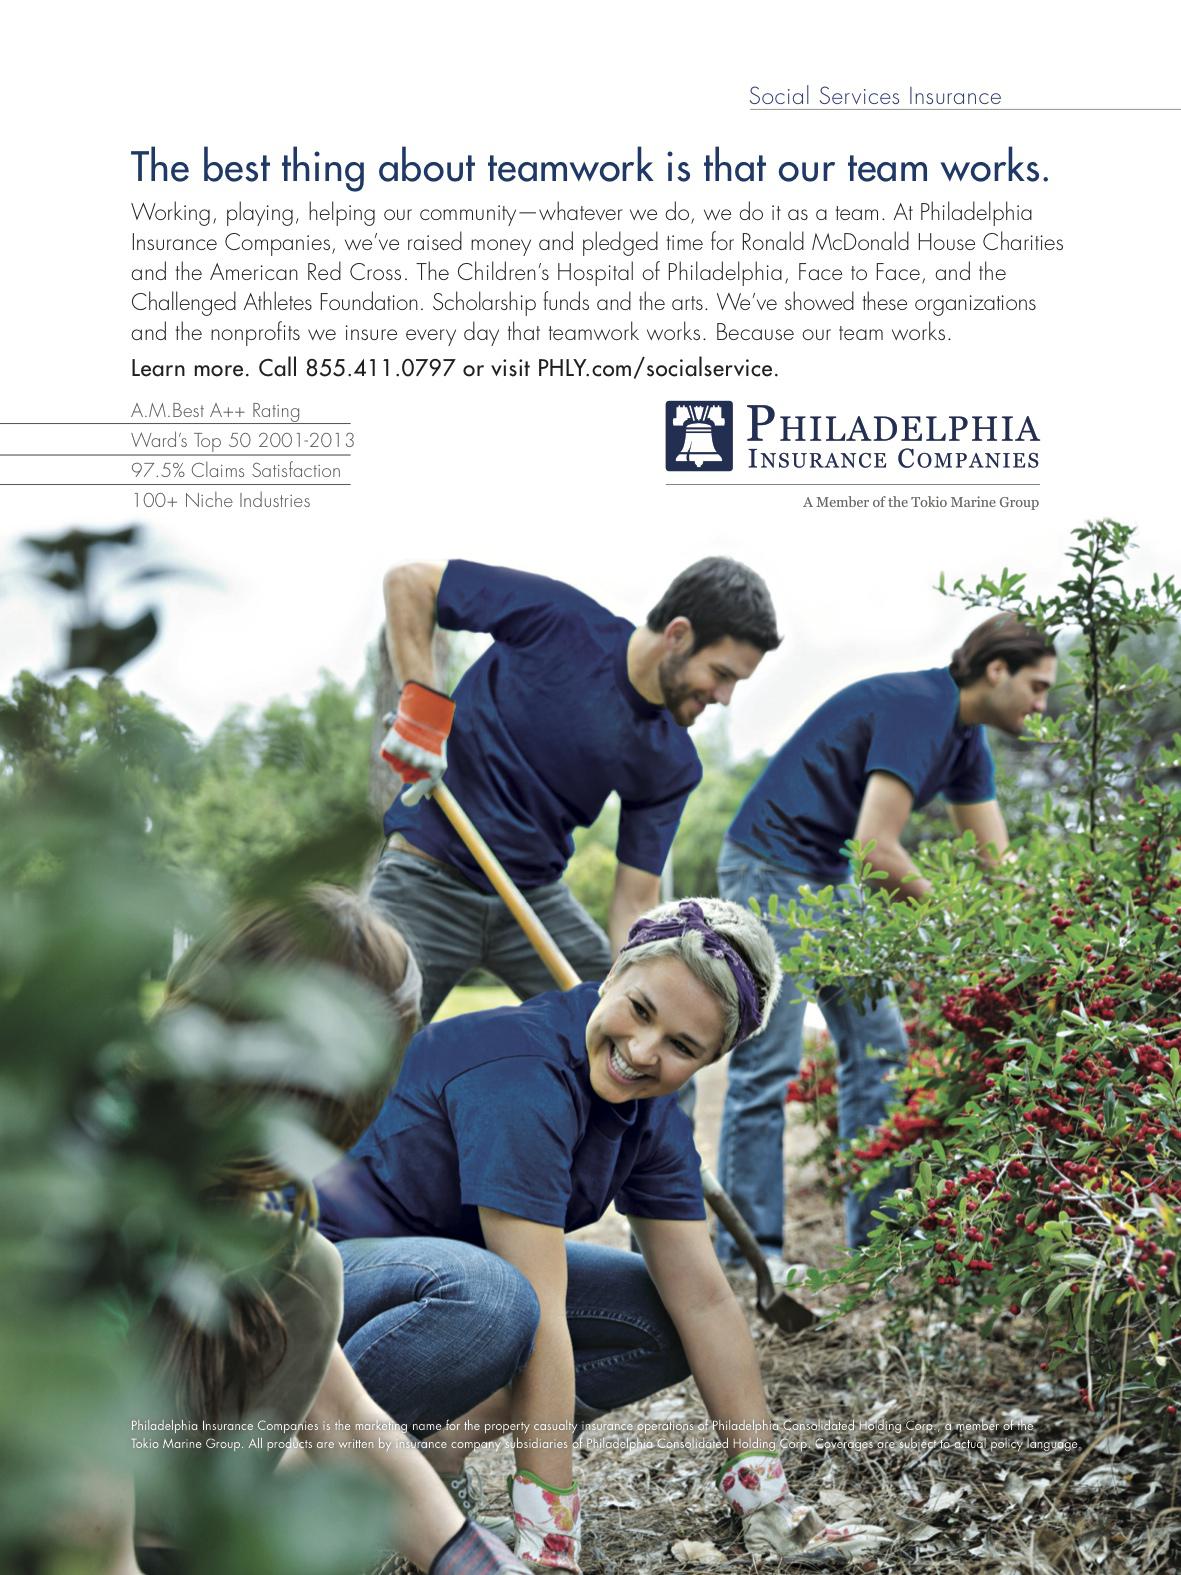 Social Services Insurance
The best thing about teamwork is that our team works.
Working, playing, helping our community—whatever we do, we do it as a team. At Philadelphia
Insurance Companies, we've raised money and pledged time for Ronald McDonald House Charities
and the American Red Cross. The Children's Hospital of Philadelphia, Face to Face, and the
Challenged Athletes Foundation. Scholarship funds and the arts. We've showed these organizations
and the nonprofits we insure every day that teamwork works. Because our team works.
Learn more. Call 855.411.0797 or visit PHLY.com/socialservice.
A.M.Best A++ Rating
Ward's Top 50 2001-2013
97.5% Claims Satisfaction
100+ Niche Industries
PHILADELPHIA
INSURANCE COMPANIES
A Member of the Tokio Marine Group
Philadelphia Insurance Companies is the marketing name for the property casualty insurance operations of Philadelphia Consolidated Holding Corp., a member of the
Tokio Marine Group. All products are written by insurance company subsidiaries of Philadelphia Consolidated Holding Corp. Coverages are subject to actual policy language.